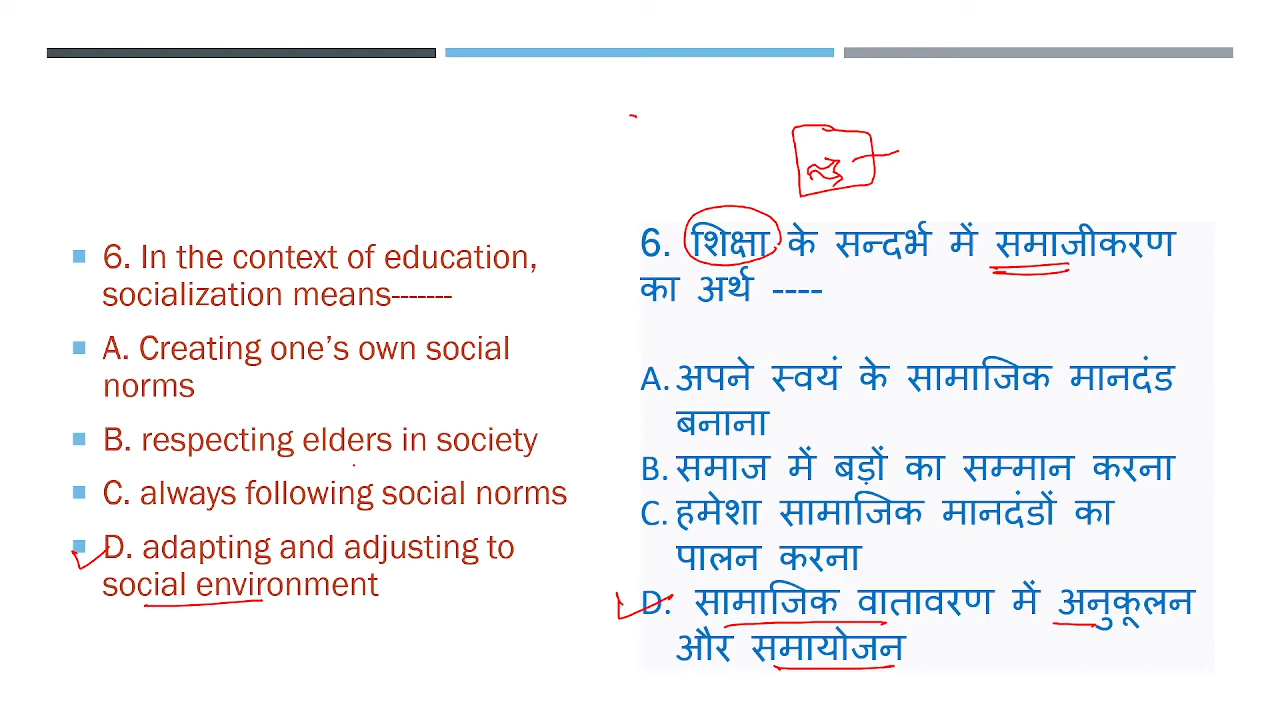 6. In the context of education,
socialization means-------
A. Creating one’s own social
norms
B. respecting elders in society
C. always following social norms
D. adapting and adjusting to
social environment
6. शिक्षा के सन्दर्भ में समाजीकरण
का अर्थ ----
A. अपने स्वयं के सामाजिक मानदंड
बनाना
B. समाज में बड़ों का सम्मान करना
C. हमेशा सामाजिक मानदंडों का
पालन करना
D. सामाजिक वातावरण में अनुकूलन
और समायोजन